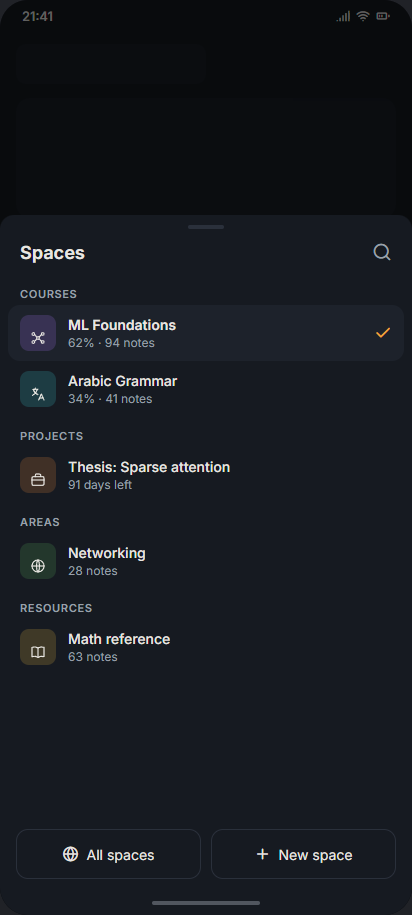 21:41
Spaces
COURSES
ML Foundations
62% · 94 notes
Arabic Grammar
34% · 41 notes
PROJECTS
Thesis: Sparse attention
91 days left
AREAS
Networking
28 notes
RESOURCES
Math reference
63 notes
All spaces
New space